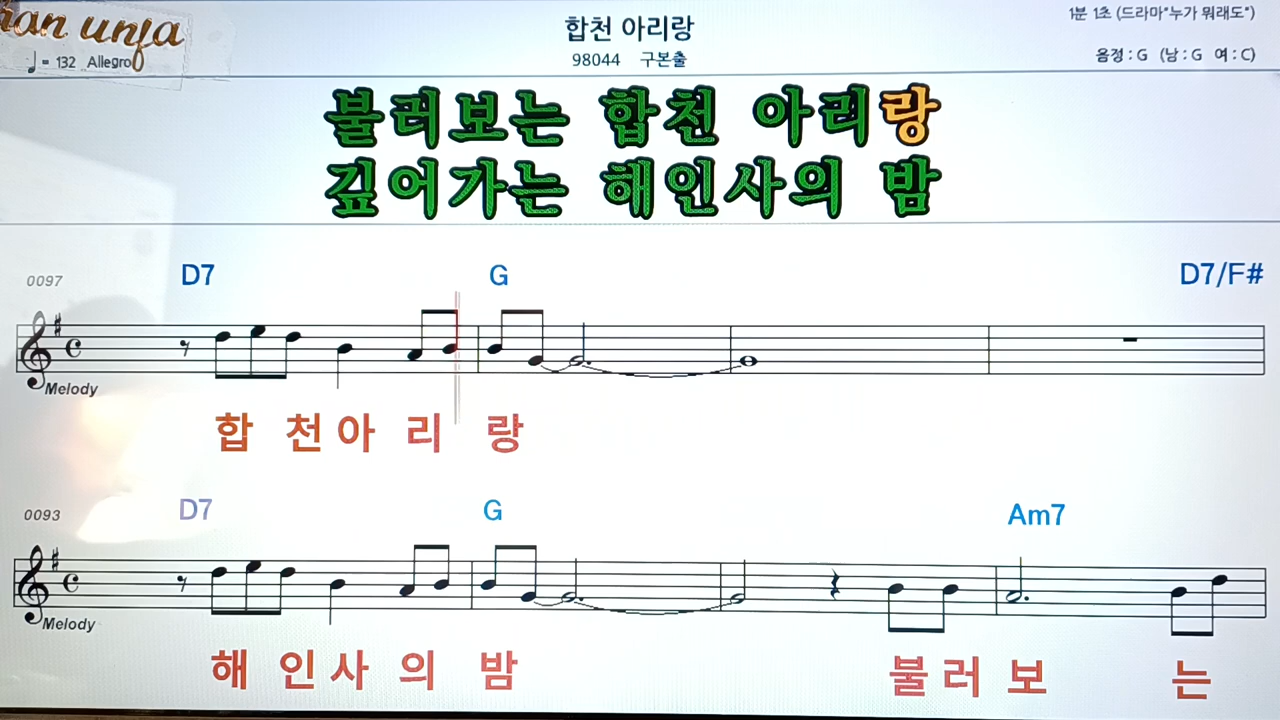 합천 아리랑
1분 1초 (드라마"누가 뭐래도")
= 132 Allegro
98044 구본출
음정 : G (남 : G 여 : C)
불러보는 합천 아리랑
깊어가는 해인사의 밤
0097 D7 G D7/F#
Melody
합 천 아 리 랑
0093 D7 G Am7
Melody
해 인 사 의 밤 불 러 보 는